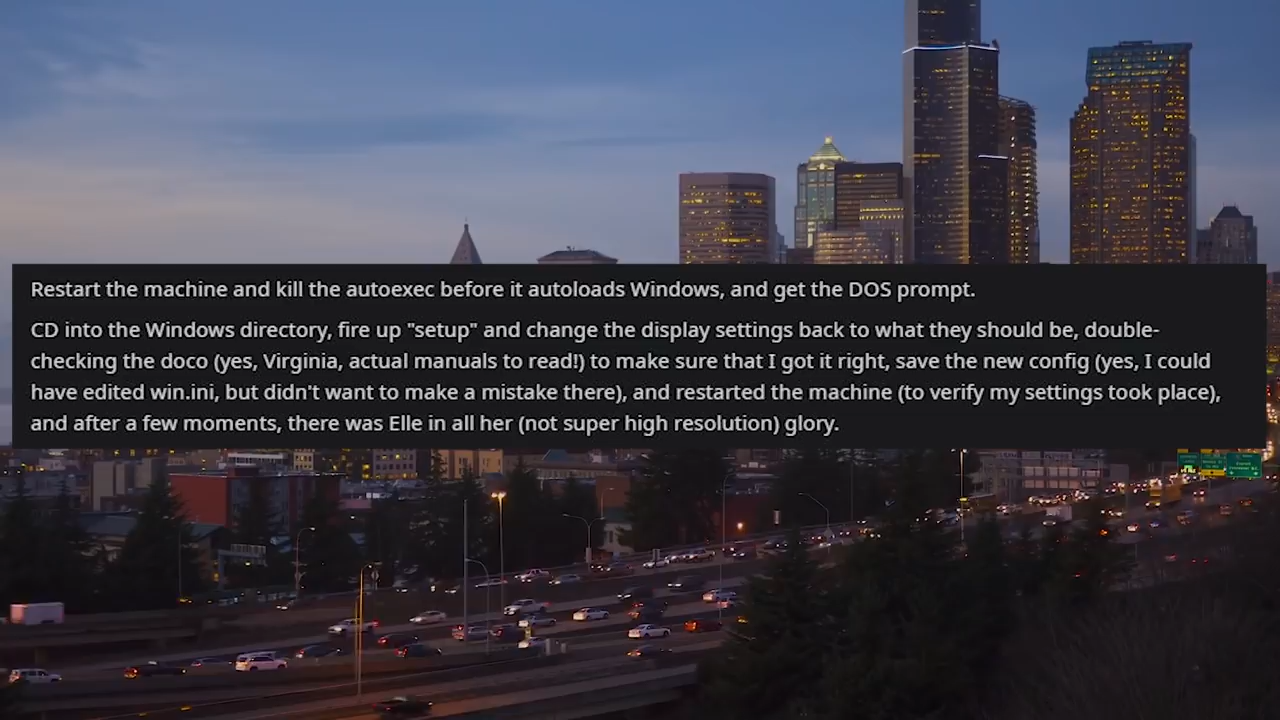 Restart the machine and kill the autoexec before it autoloads Windows, and get the DOS prompt.
CD into the Windows directory, fire up "setup" and change the display settings back to what they should be, double-
checking the doco (yes, Virginia, actual manuals to read!) to make sure that I got it right, save the new config (yes, I could
have edited win.ini, but didn't want to make a mistake there), and restarted the machine (to verify my settings took place),
and after a few moments, there was Elle in all her (not super high resolution) glory.